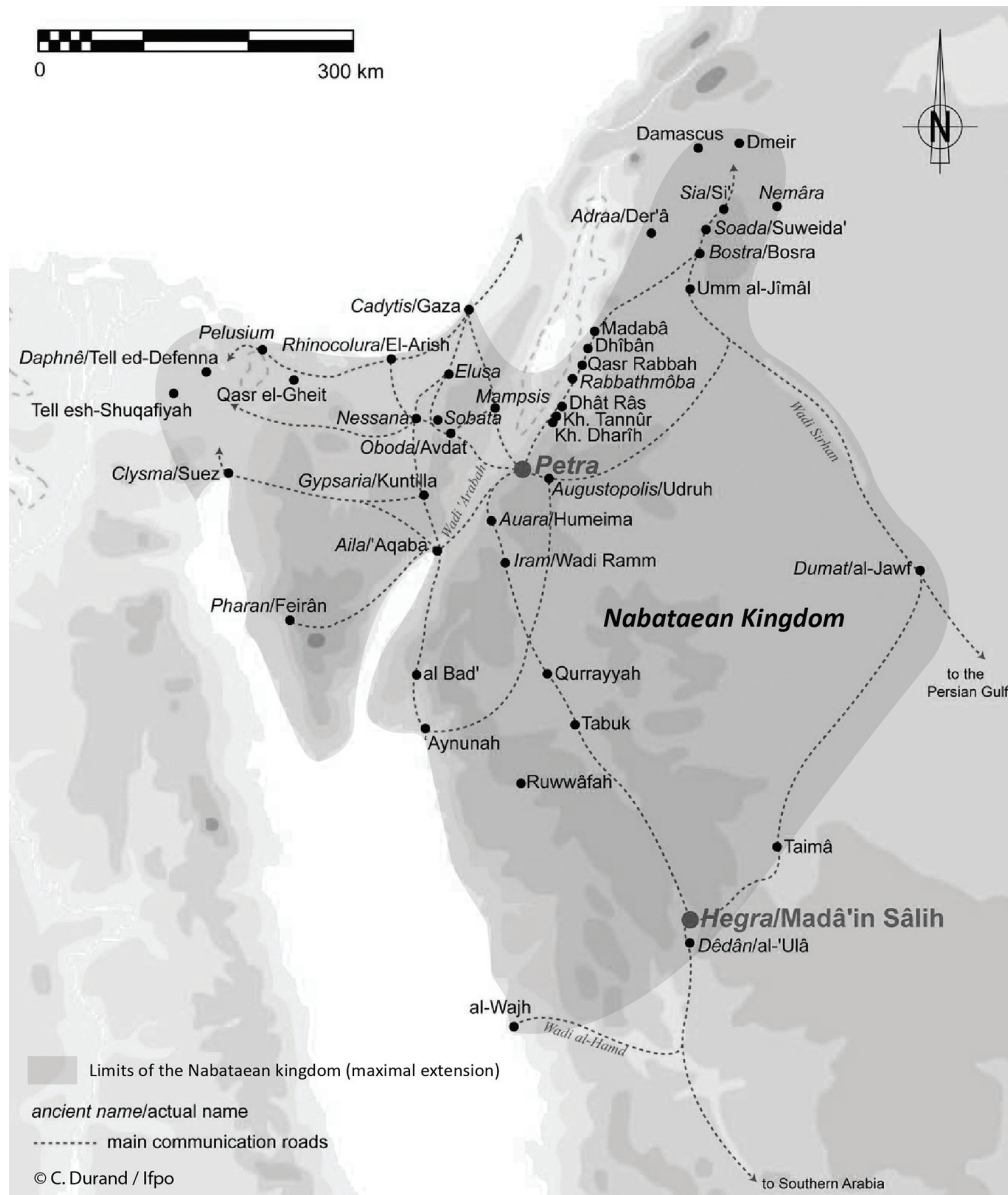 0
300 km
N
Damascus
Dmeir
Sia/Si'
Nemâra
Adraa/Der'â
Soada/Suweida'
Bostra/Bosra
Umm al-Jîmâl
Cadytis/Gaza
Pelusium
Rhinocolura/El-Arish
Madabâ
Dhîbân
Daphnê/Tell ed-Defenna
Qasr Rabbah
Elusa
Rabbathmôba
Qasr el-Gheit
Tell esh-Shuqafiyah
Mampsis
Dhât Râs
Nessana
Sobata
Kh. Tannûr
Kh. Dharîh
Oboda/Avdat
Wadi Sirhan
Petra
Clysma/Suez
Gypsaria/Kuntilla
Augustopolis/Udruh
Wadi 'Arabah
Auara/Humeima
Aila/'Aqaba
Iram/Wadi Ramm
Dumat/al-Jawf
Pharan/Feirân
Nabataean Kingdom
al Bad'
Qurrayyah
to the
Persian Gulf
Tabuk
Aynunah
Ruwwâfah
Taimâ
Hegra/Madâ'in Sâlih
Dêdân/al-'Ulâ
al-Wajh
Wadi al-Hamd
Limits of the Nabataean kingdom (maximal extension)
ancient name/actual name
main communication roads
© C. Durand / Ifpo
to Southern Arabia